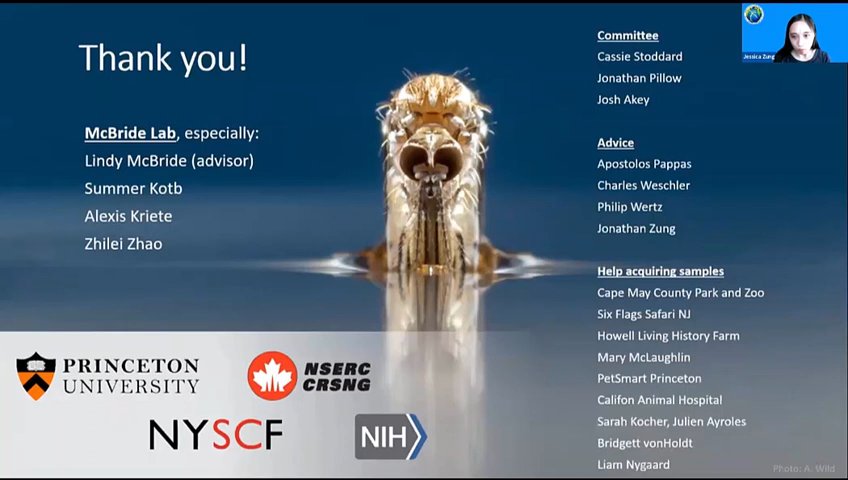 Thank you!
McBride Lab, especially:
Lindy McBride (advisor)
Summer Kotb
Alexis Kriete
Zhilei Zhao
PRINCETON
UNIVERSITY
NSERC
CRSNG
NYSCF
NIH
Committee
Cassie Stoddard
Jonathan Pillow
Josh Akey
Advice
Apostolos Pappas
Charles Weschler
Philip Wertz
Jonathan Zung
Help acquiring samples
Cape May County Park and Zoo
Six Flags Safari NJ
Howell Living History Farm
Mary McLaughlin
PetSmart Princeton
Califon Animal Hospital
Sarah Kocher, Julien Ayroles
Bridgett vonHoldt
Liam Nygaard
Photo: A. Wild
Jessica Zung